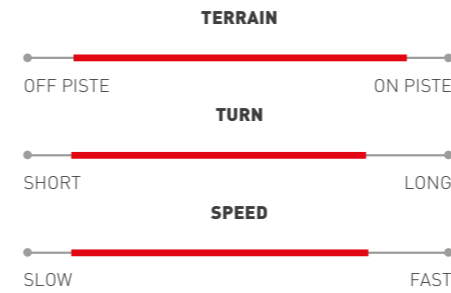 TERRAIN
OFF PISTE ON PISTE
TURN
SHORT LONG
SPEED
SLOW FAST